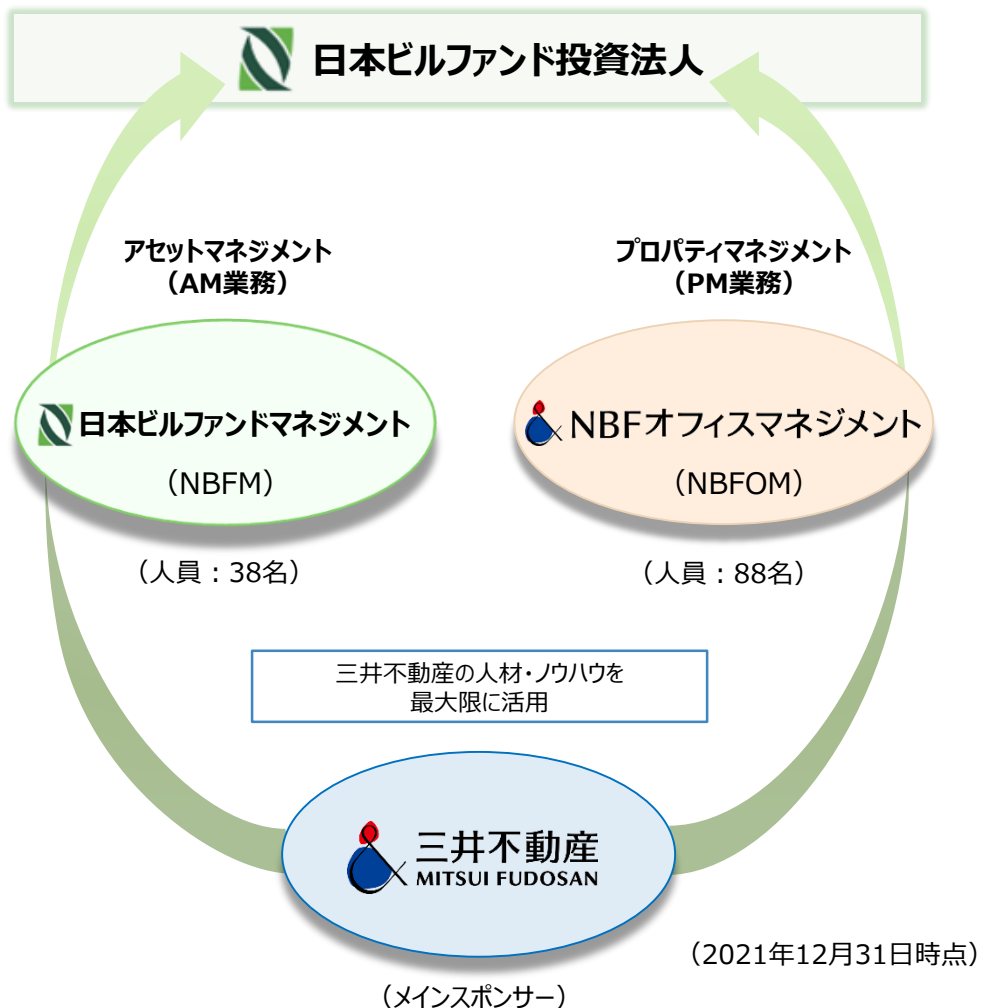 日本ビルファンド投資法人
アセットマネジメント
（AM業務）
プロパティマネジメント
（PM業務）
日本ビルファンドマネジメント
（NBFM）
NBFオフィスマネジメント
（NBFOM）
（人員：38名）
（人員：88名）
三井不動産の人材・ノウハウを
最大限に活用
三井不動産
MITSUI FUDOSAN
（2021年12月31日時点）
（メインスポンサー）